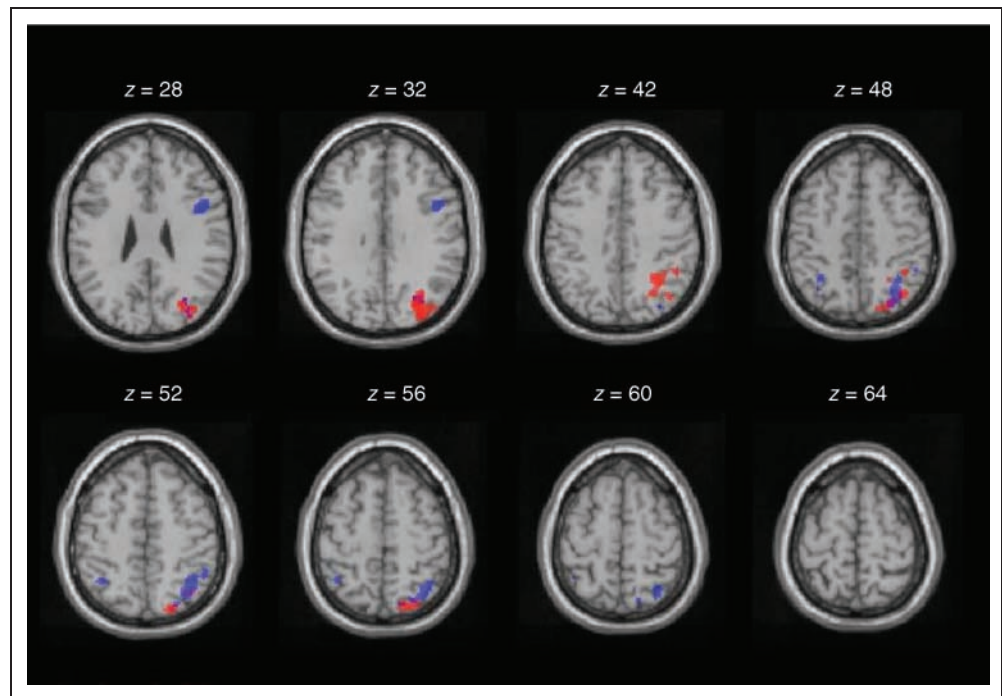 z = 28 z = 32 z = 42 z = 48
z = 52 z = 56 z = 60 z = 64